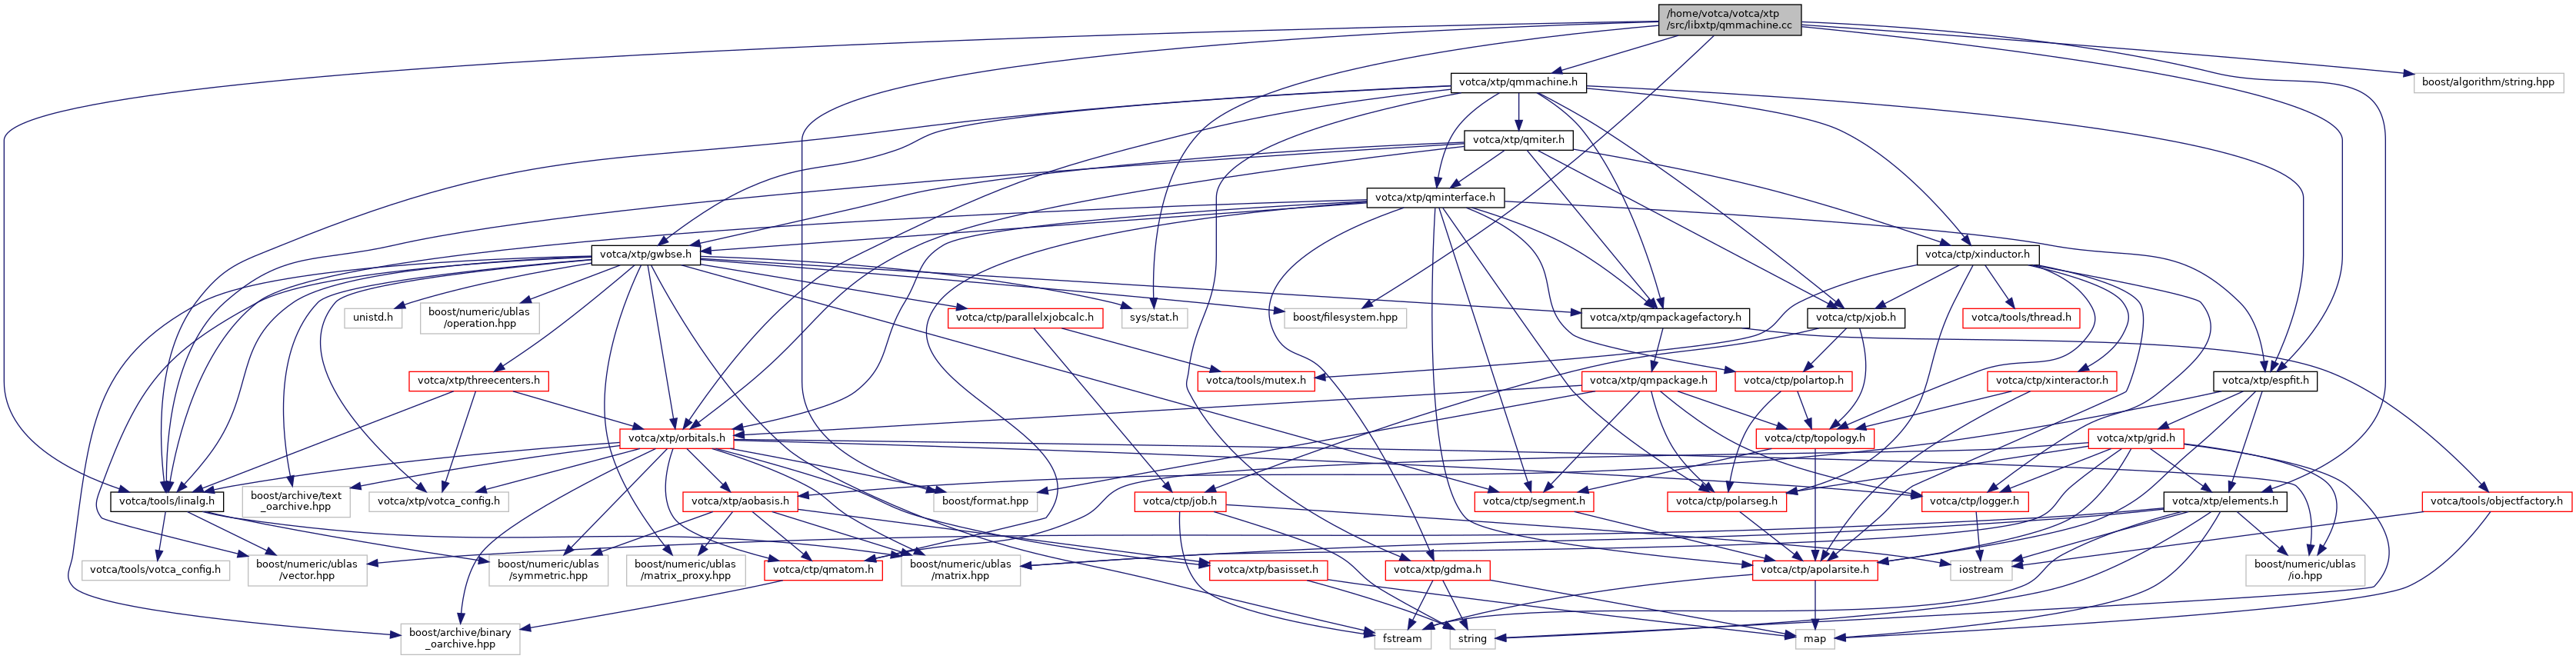 /home/votca/votca/xtp
/src/libxtp/qmmachine.cc
votca/xtp/qmmachine.h
boost/algorithm/string.hpp
votca/xtp/qmiter.h
votca/xtp/qminterface.h
votca/xtp/gwbse.h
votca/ctp/xinductor.h
unistd.h
boost/numeric/ublas
/operation.hpp
votca/ctp/parallelxjobcalc.h
sys/stat.h
boost/filesystem.hpp
votca/xtp/qmpackagefactory.h
votca/ctp/xjob.h
votca/tools/thread.h
votca/xtp/threecenters.h
votca/tools/mutex.h
votca/xtp/qmpackage.h
votca/ctp/polartop.h
votca/ctp/xinteractor.h
votca/xtp/espfit.h
votca/xtp/orbitals.h
votca/ctp/topology.h
votca/xtp/grid.h
votca/tools/linalg.h
boost/archive/text
_oarchive.hpp
votca/xtp/votca_config.h
votca/xtp/aobasis.h
boost/format.hpp
votca/ctp/job.h
votca/ctp/segment.h
votca/ctp/polarseg.h
votca/ctp/logger.h
votca/xtp/elements.h
votca/tools/objectfactory.h
votca/tools/votca_config.h
boost/numeric/ublas
/vector.hpp
boost/numeric/ublas
/symmetric.hpp
boost/numeric/ublas
/matrix_proxy.hpp
votca/ctp/qmatom.h
boost/numeric/ublas
/matrix.hpp
votca/xtp/basisset.h
votca/xtp/gdma.h
votca/ctp/apolarsite.h
iostream
boost/numeric/ublas
/io.hpp
boost/archive/binary
_oarchive.hpp
fstream
string
map